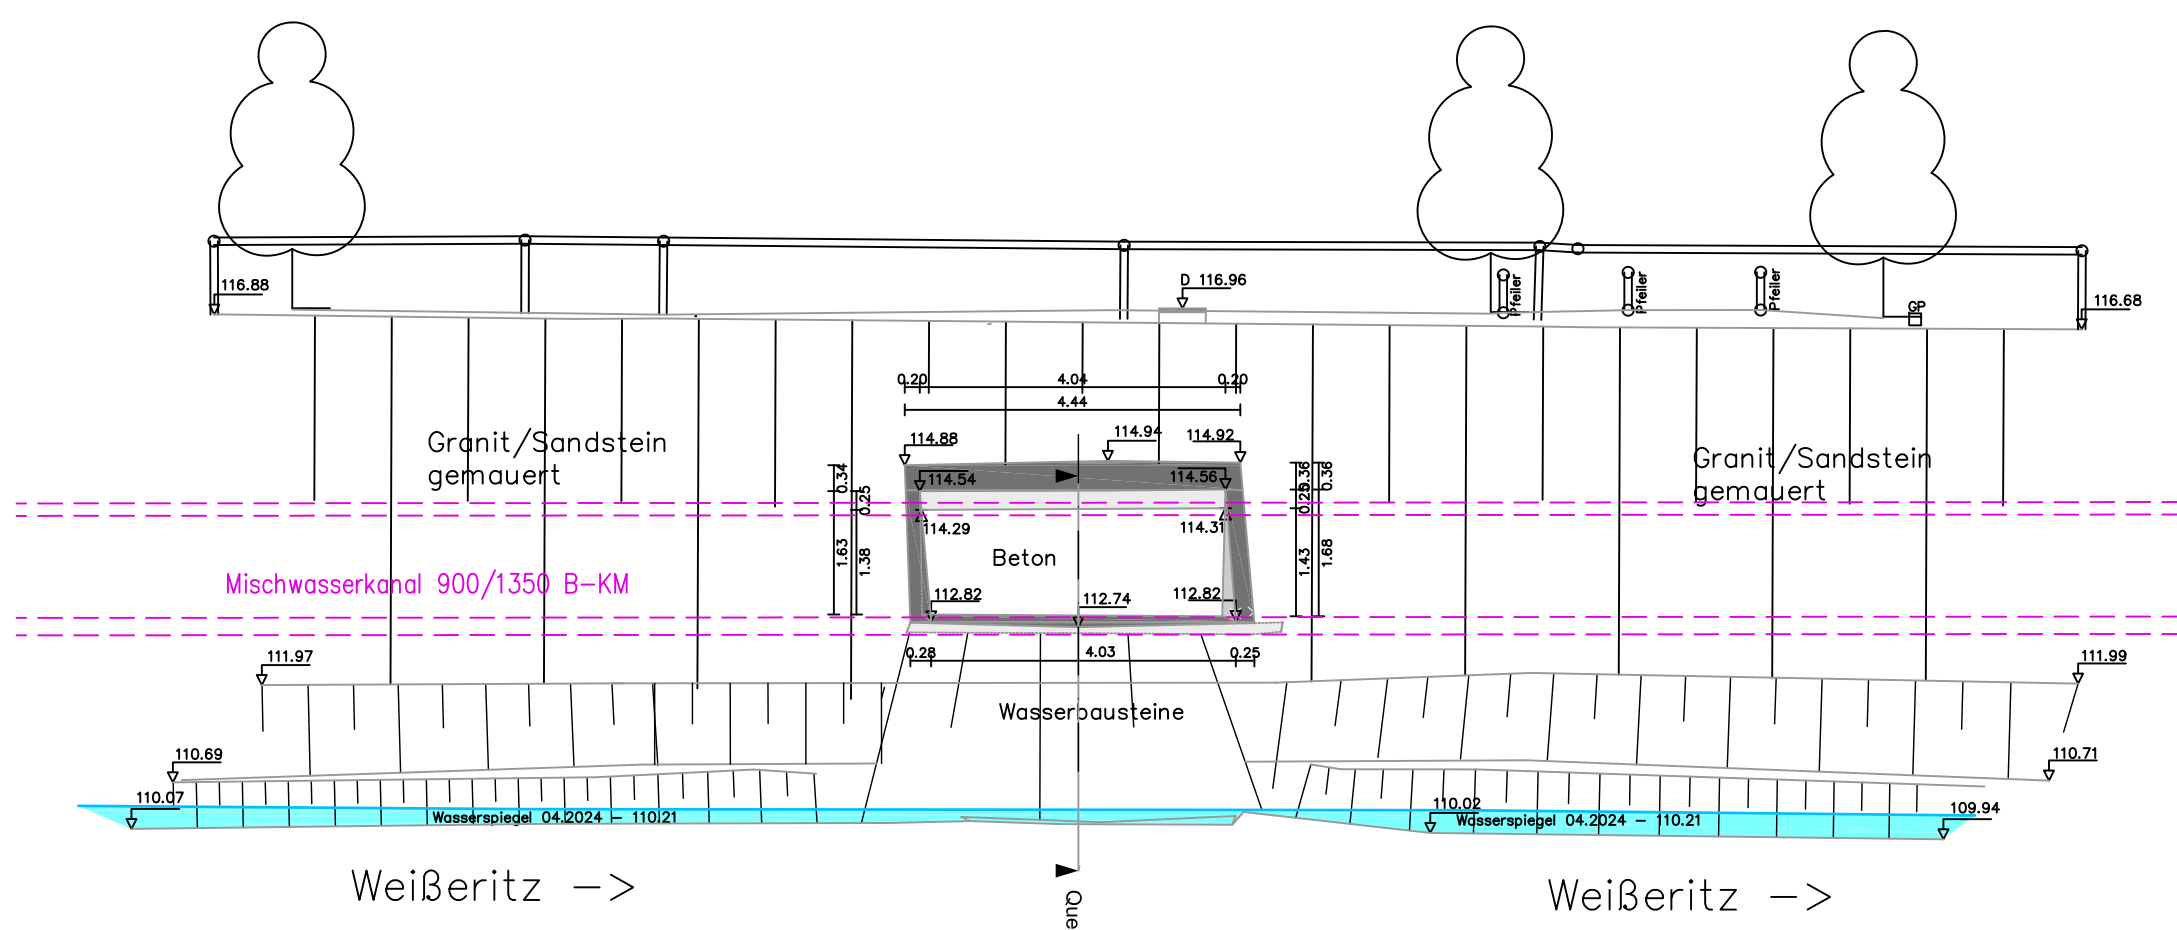 D 116.96
116.88
Pfeiler
Pfeiler
Pfeiler
GP
116.68
0.20
4.04
0.20
4.44
Granit/Sandstein
gemauert
114.88
114.94
114.92
Granit/Sandstein
gemauert
0.34
0.25
114.54
114.56
0.36
0.25
0.36
114.29
114.31
1.63
1.38
Beton
1.43
1.68
Mischwasserkanal 900/1350 B-KM
112.82
112.74
112.82
0.28
4.03
0.25
111.97
111.99
Wasserbausteine
110.69
110.71
110.07
110.02
109.94
Wasserspiegel 04.2024 - 110.21
Wasserspiegel 04.2024 - 110.21
Weißeritz ->
Weißeritz ->
Que